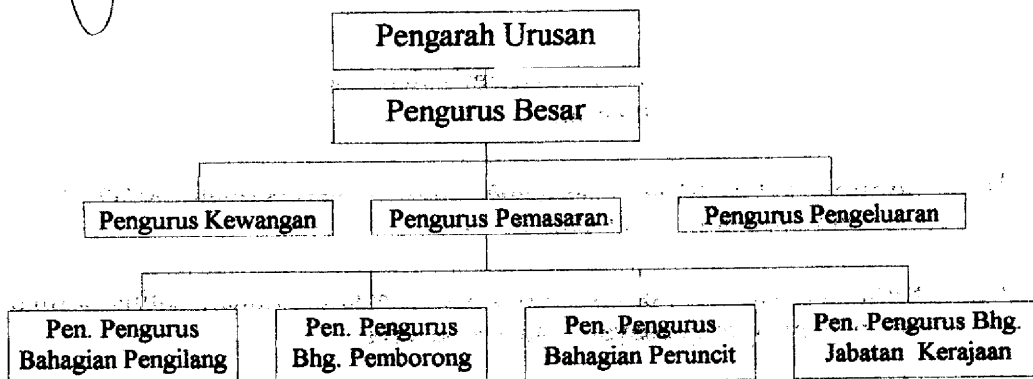 Pengarah Urusan
Pengurus Besar
Pengurus Kewangan
Pengurus Pemasaran
Pengurus Pengeluaran
Pen. Pengurus
Bahagian Pengilang
Pen. Pengurus
Bhg. Pemborong
Pen. Pengurus
Bahagian Peruncit
Pen. Pengurus Bhg.
Jabatan Kerajaan